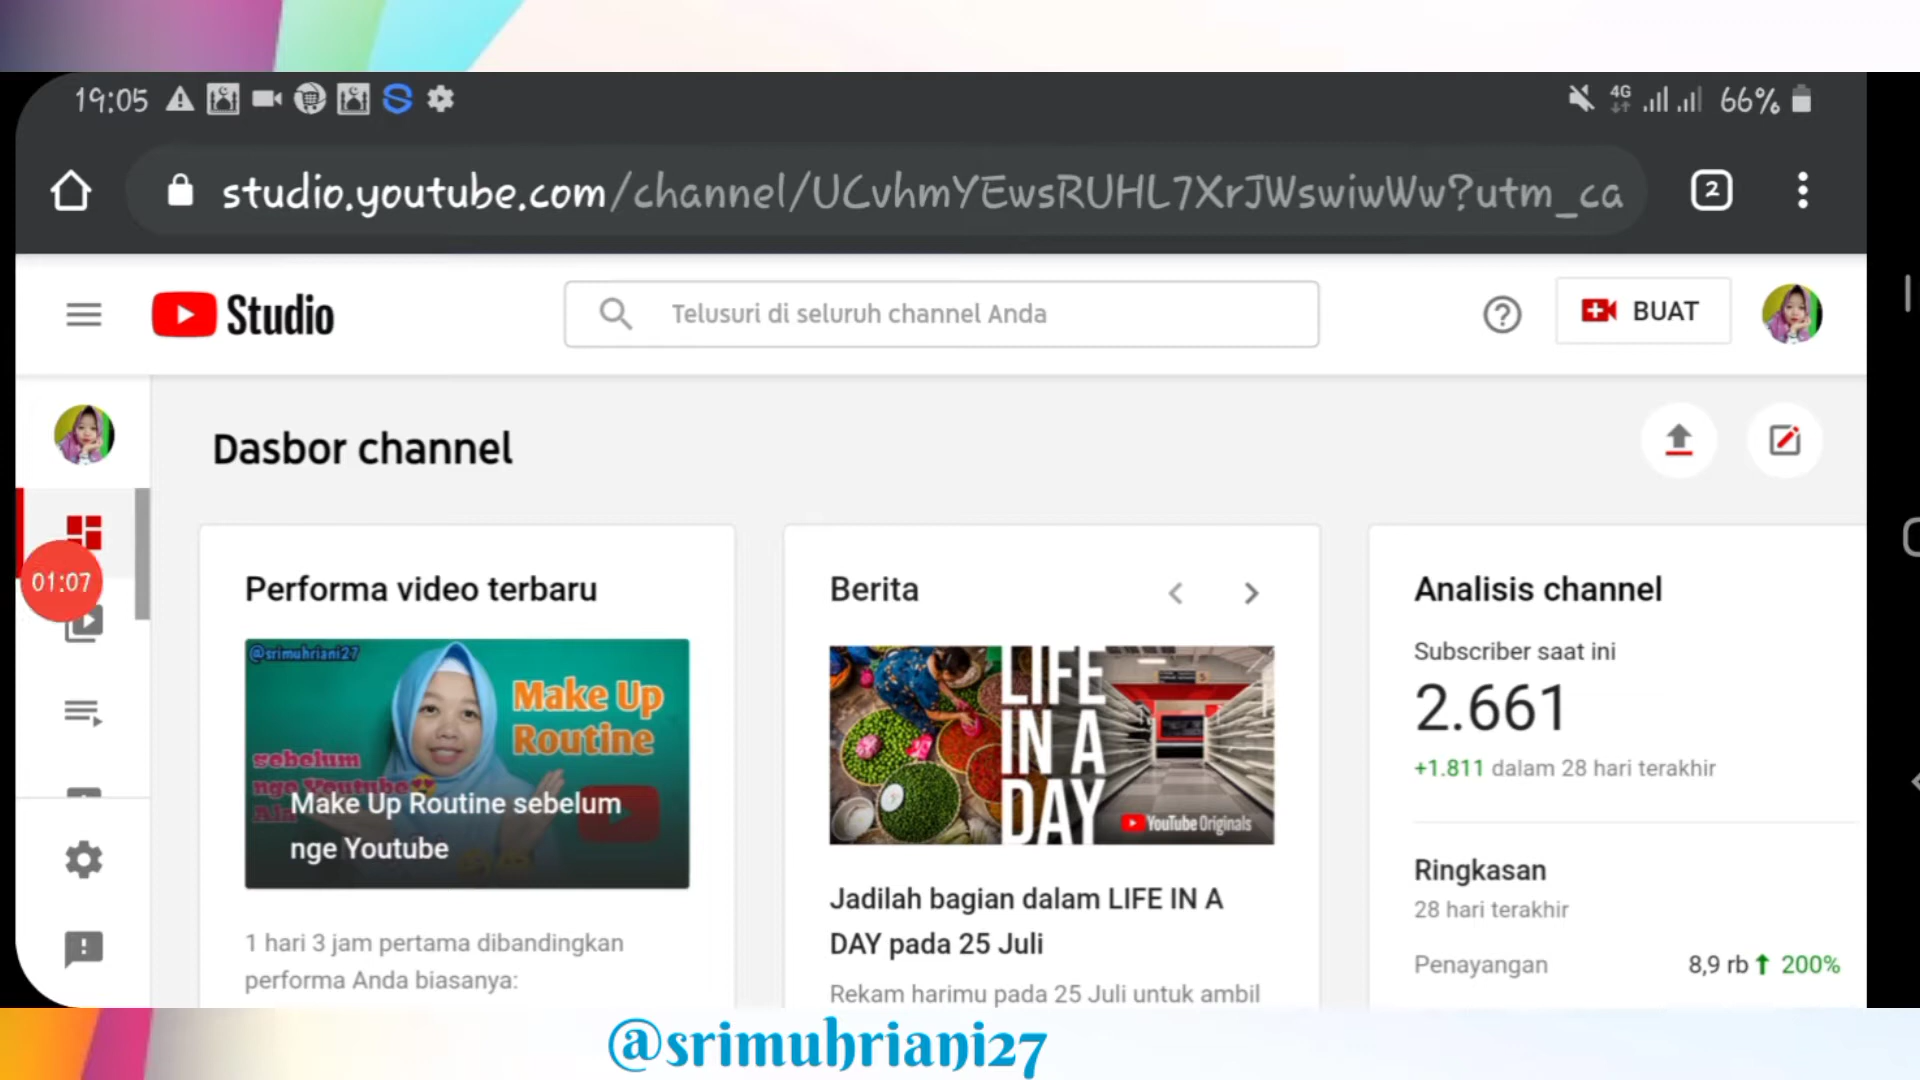 19:05
4G
66%
studio.youtube.com/channel/UCvhmYEwsRUHL7XrJWswiwWw?utm_ca
2
Studio
Telusuri di seluruh channel Anda
BUAT
Dasbor channel
01:07
Performa video terbaru
@srimuhriani27
Make Up
Routine
sebelum
nge Youtube
Make Up Routine sebelum
nge Youtube
1 hari 3 jam pertama dibandingkan
performa Anda biasanya:
Berita
LIFE
IN A
DAY
YouTube Originals
Jadilah bagian dalam LIFE IN A
DAY pada 25 Juli
Rekam harimu pada 25 Juli untuk ambil
Analisis channel
Subscriber saat ini
2.661
+1.811 dalam 28 hari terakhir
Ringkasan
28 hari terakhir
Penayangan 8,9 rb 200%
@srimuhriani27